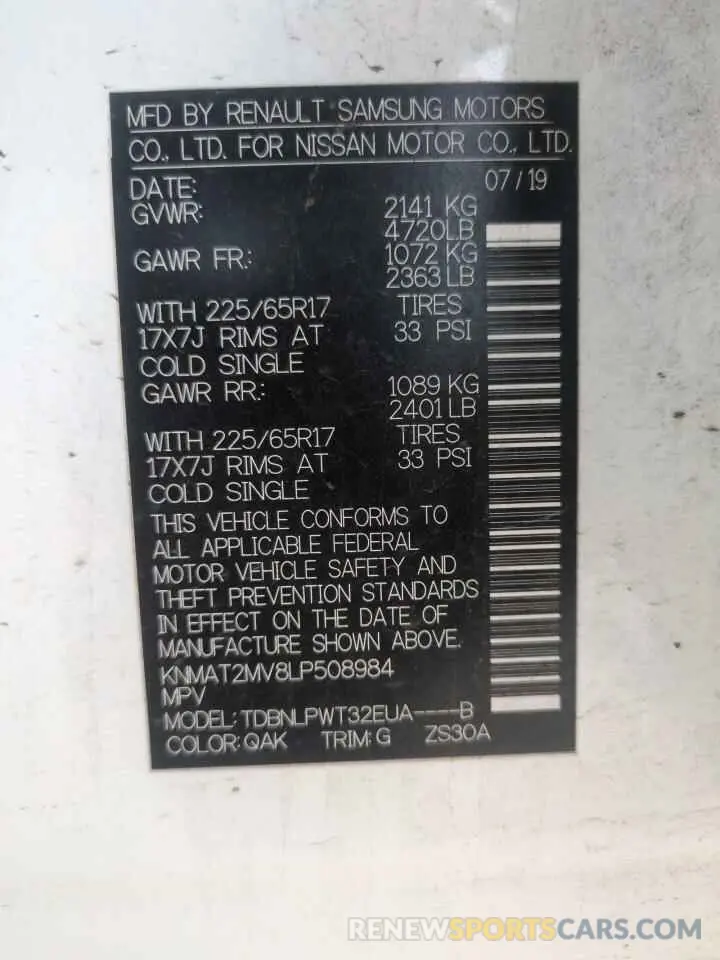 MFD BY RENAULT SAMSUNG MOTORS
CO., LTD. FOR NISSAN MOTOR CO., LTD.
DATE: 07/19
GVWR: 2141 KG
4720LB
GAWR FR.: 1072 KG
2363 LB
WITH 225/65R17 TIRES
17X7J RIMS AT 33 PSI
COLD SINGLE
GAWR RR.: 1089 KG
2401 LB
WITH 225/65R17 TIRES
17X7J RIMS AT 33 PSI
COLD SINGLE
THIS VEHICLE CONFORMS TO
ALL APPLICABLE FEDERAL
MOTOR VEHICLE SAFETY AND
THEFT PREVENTION STANDARDS
IN EFFECT ON THE DATE OF
MANUFACTURE SHOWN ABOVE.
KNMAT2MV8LP508984
MPV
MODEL: TDBNLPWT32EUA----B
COLOR: QAK TRIM: G ZS30A
RENEWSPORTSCARS.COM